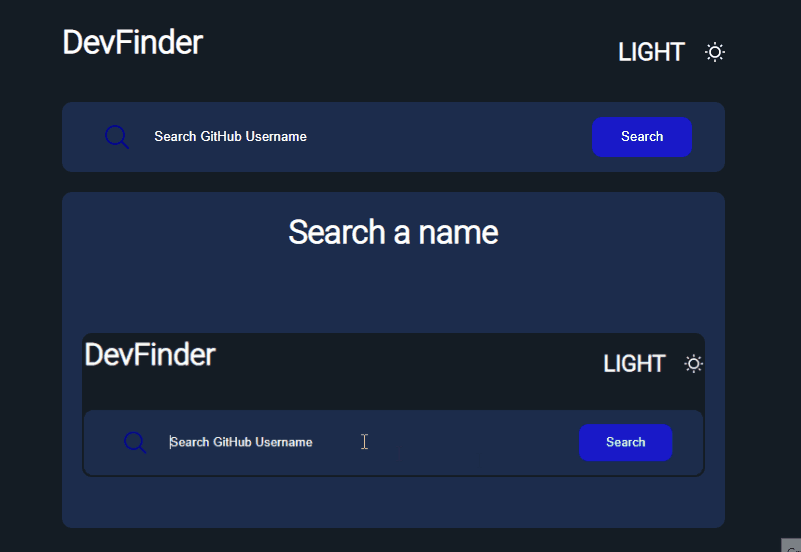 DevFinder
LIGHT
Search GitHub Username
Search
Search a name
DevFinder
LIGHT
Search GitHub Username
Search